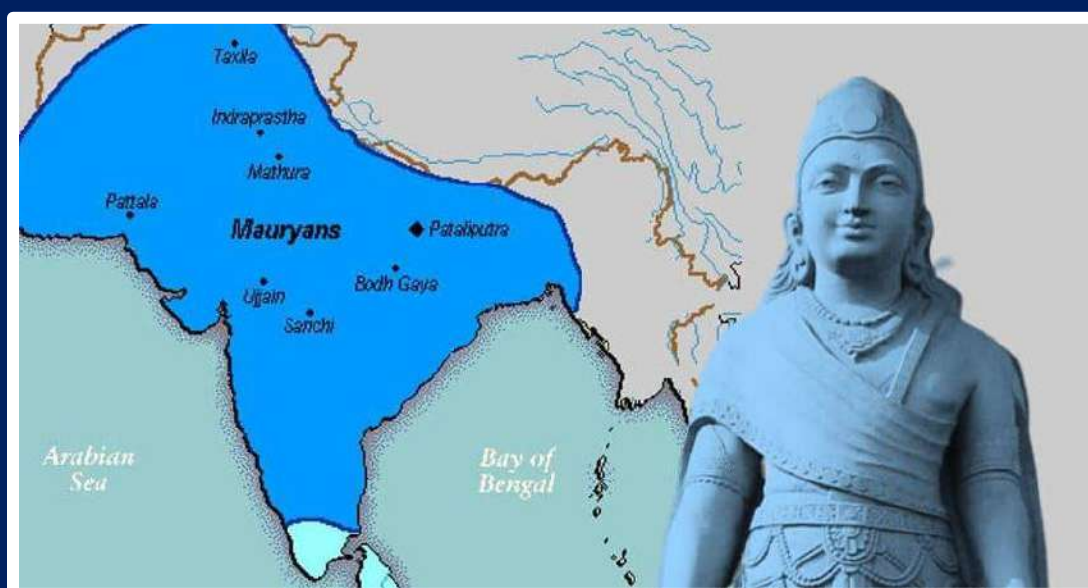 Taxila
Indraprastha
Mathura
Pattala
Mauryans
Pataliputra
Bodh Gaya
Ujjain
Sanchi
Arabian
Sea
Bay of
Bengal